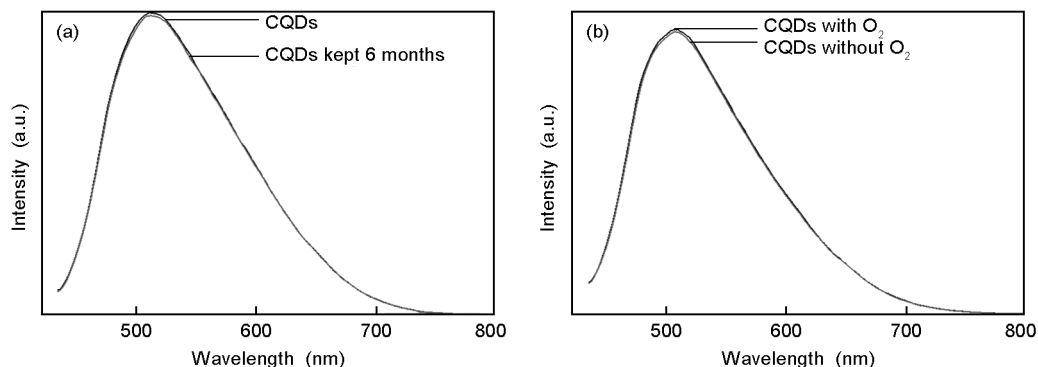 (a)
CQDs
CQDs kept 6 months
Intensity (a.u.)
500 600 700 800
Wavelength (nm)
(b)
CQDs with O₂
CQDs without O₂
Intensity (a.u.)
500 600 700 800
Wavelength (nm)